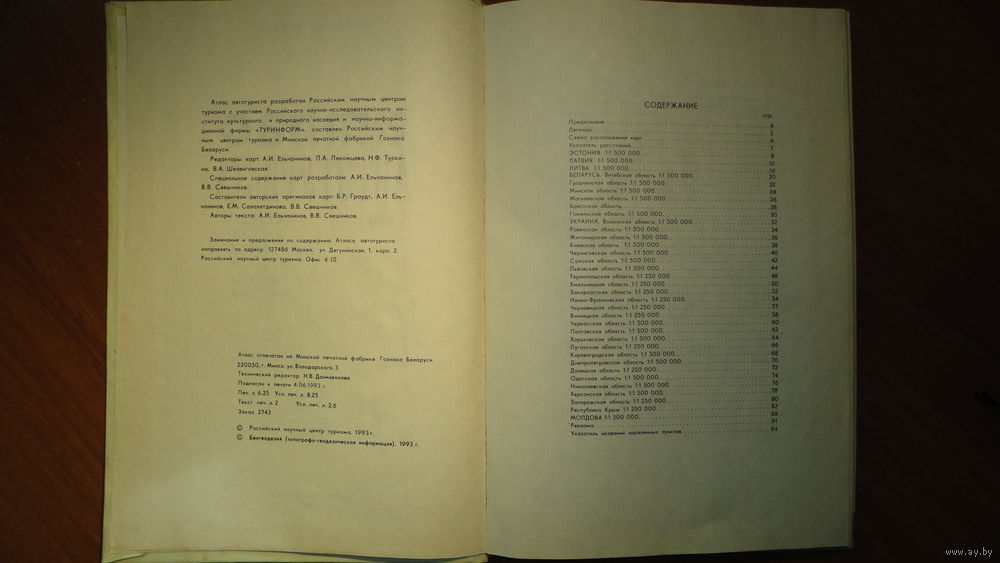 Атлас автотуриста разработан Российским научным центром
туризма с участием Российского научно-исследовательского ин-
ститута культурного и природного наследия и научно-информа-
ционной фирмы «ТУРИНФОРМ», составлен Российским науч-
ным центром туризма и Минской печатной фабрикой Гознака
Беларуси.
Редакторы карт: А.И. Ельчанинов, Л.А. Лекомцева, Н.Ф. Турки-
на, В.А. Шеленговская.
Специальное содержание карт разработали: А.И. Ельчанинов,
В.В. Свешников.
Составители авторских оригиналов карт: Б.Р. Граудт, А.И. Ель-
чанинов, Е.М. Салахетдинова, В.В. Свешников.
Авторы текста: А.И. Ельчанинов, В.В. Свешников.
Замечания и предложения по содержанию Атласа автотуриста
направлять по адресу: 127486 Москва, ул. Дегунинская, 1, корп. 2.
Российский научный центр туризма. Офис 4-18.
Атлас отпечатан на Минской печатной фабрике Гознака Беларуси
220050, г. Минск, ул. Володарского, 3
Технический редактор Н.В. Даниленкова
Подписан к печати 4.06.1993 г.
Печ. л. 6.25 Усл. печ. л. 8.25
Текст печ. л. 2 Усл. печ. л. 2.6
Заказ 2743
© Российский научный центр туризма, 1993 г.
© Белгеодезия (топографо-геодезическая информация), 1993 г.
СОДЕРЖАНИЕ
стр.
Предисловие 4
Легенда 5
Схема расположения карт 6
Указатель расстояний 7
ЭСТОНИЯ 1:1 500 000 8
ЛАТВИЯ 1:1 500 000 12
ЛИТВА 1:1 500 000 16
БЕЛАРУСЬ. Витебская область 1:1 500 000 20
Гродненская область 1:1 500 000 22
Минская область 1:1 500 000 24
Могилевская область 1:1 500 000 26
Брестская область 28
Гомельская область 1:1 500 000 30
УКРАИНА. Волынская область 1:1 500 000 32
Ровенская область 1:1 500 000 34
Житомирская область 1:1 500 000 36
Киевская область 1:1 500 000 38
Черниговская область 1:1 500 000 40
Сумская область 1:1 500 000 42
Львовская область 1:1 500 000 44
Тернопольская область 1:1 250 000 48
Хмельницкая область 1:1 250 000 50
Закарпатская область 1:1 250 000 52
Ивано-Франковская область 1:1 250 000 54
Черновицкая область 1:1 250 000 57
Винницкая область 1:1 250 000 58
Черкасская область 1:1 500 000 60
Полтавская область 1:1 500 000 62
Харьковская область 1:1 500 000 64
Луганская область 1:1 250 000 66
Кировоградская область 1:1 500 000 68
Днепропетровская область 1:1 500 000 70
Донецкая область 1:1 250 000 72
Одесская область 1:1 500 000 74
Николаевская область 1:1 500 000 76
Херсонская область 1:1 500 000 78
Запорожская область 1:1 250 000 80
Республика Крым 1:1 250 000 82
МОЛДОВА 1:1 500 000 88
Реклама 91
Указатель названий населенных пунктов 94
www.ay.by